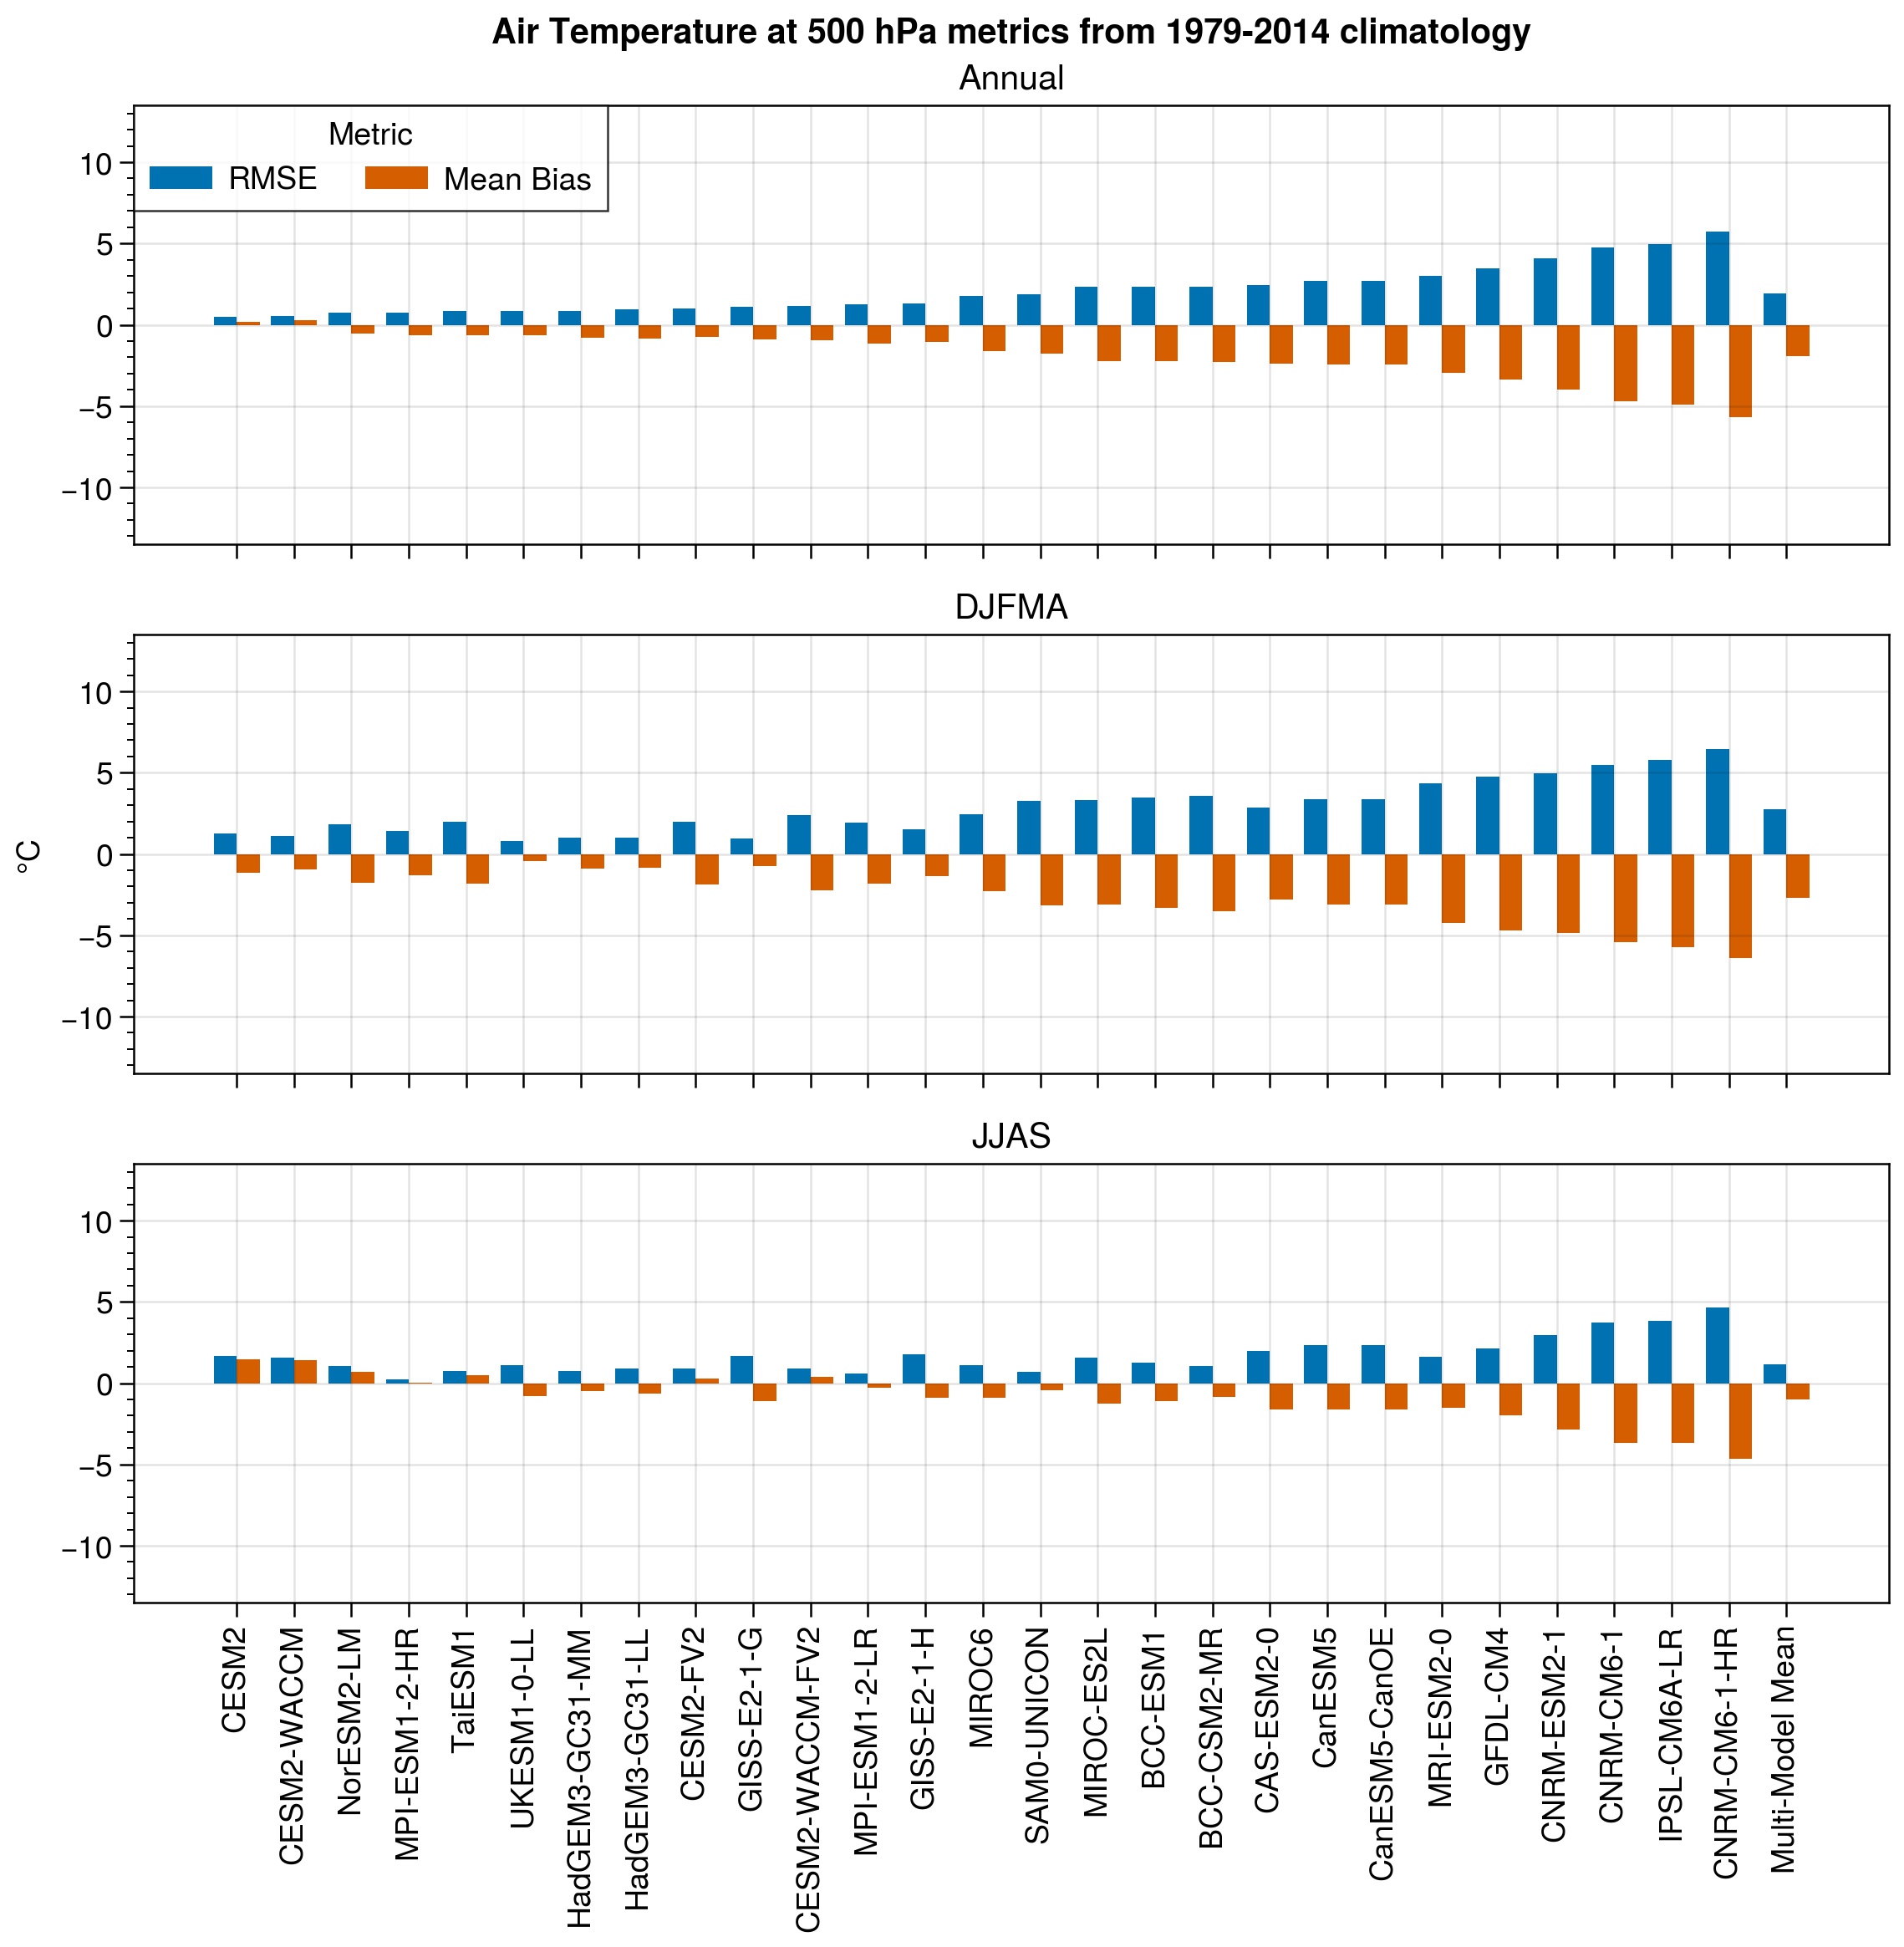 Air Temperature at 500 hPa metrics from 1979-2014 climatology
Annual
Metric
RMSE Mean Bias
10
5
0
−5
−10
DJFMA
10
5
0
−5
−10
°C
JJAS
10
5
0
−5
−10
CESM2
CESM2-WACCM
NorESM2-LM
MPI-ESM1-2-HR
TaiESM1
UKESM1-0-LL
HadGEM3-GC31-MM
HadGEM3-GC31-LL
CESM2-FV2
GISS-E2-1-G
CESM2-WACCM-FV2
MPI-ESM1-2-LR
GISS-E2-1-H
MIROC6
SAM0-UNICON
MIROC-ES2L
BCC-ESM1
BCC-CSM2-MR
CAS-ESM2-0
CanESM5
CanESM5-CanOE
MRI-ESM2-0
GFDL-CM4
CNRM-ESM2-1
CNRM-CM6-1
IPSL-CM6A-LR
CNRM-CM6-1-HR
Multi-Model Mean